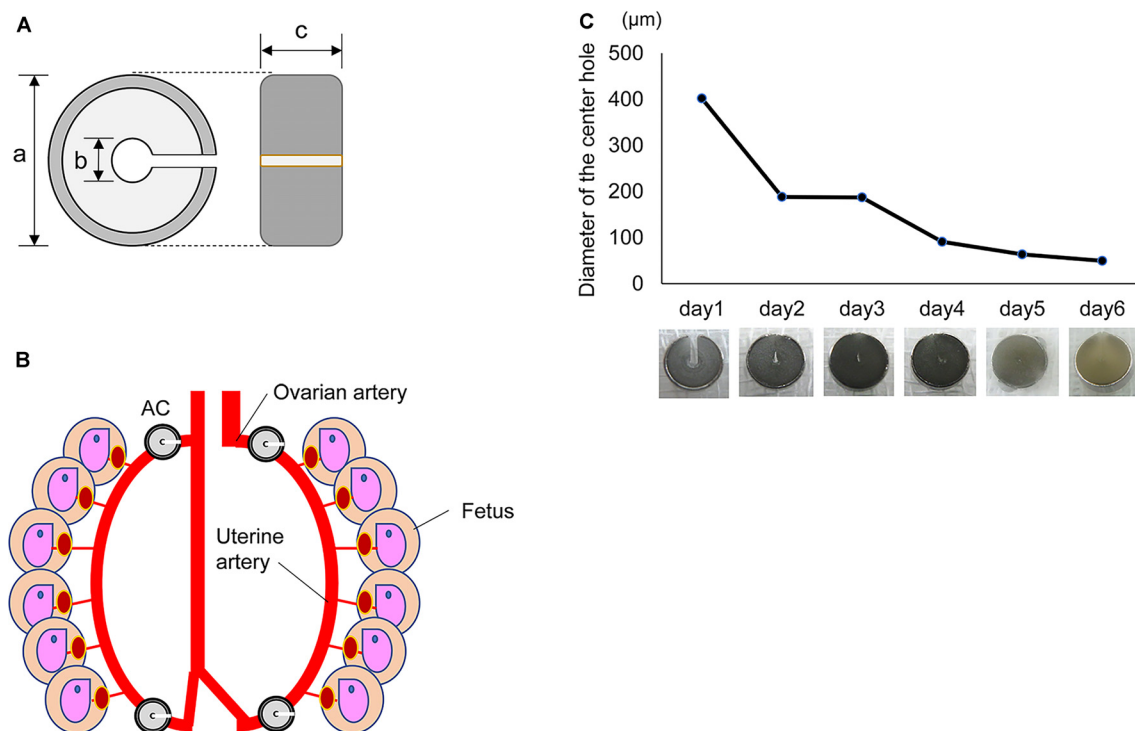 A
a
b
c
B
AC
Ovarian artery
c
c
Fetus
Uterine
artery
c
c
C (µm)
Diameter of the center hole
500
400
300
200
100
0
day1 day2 day3 day4 day5 day6